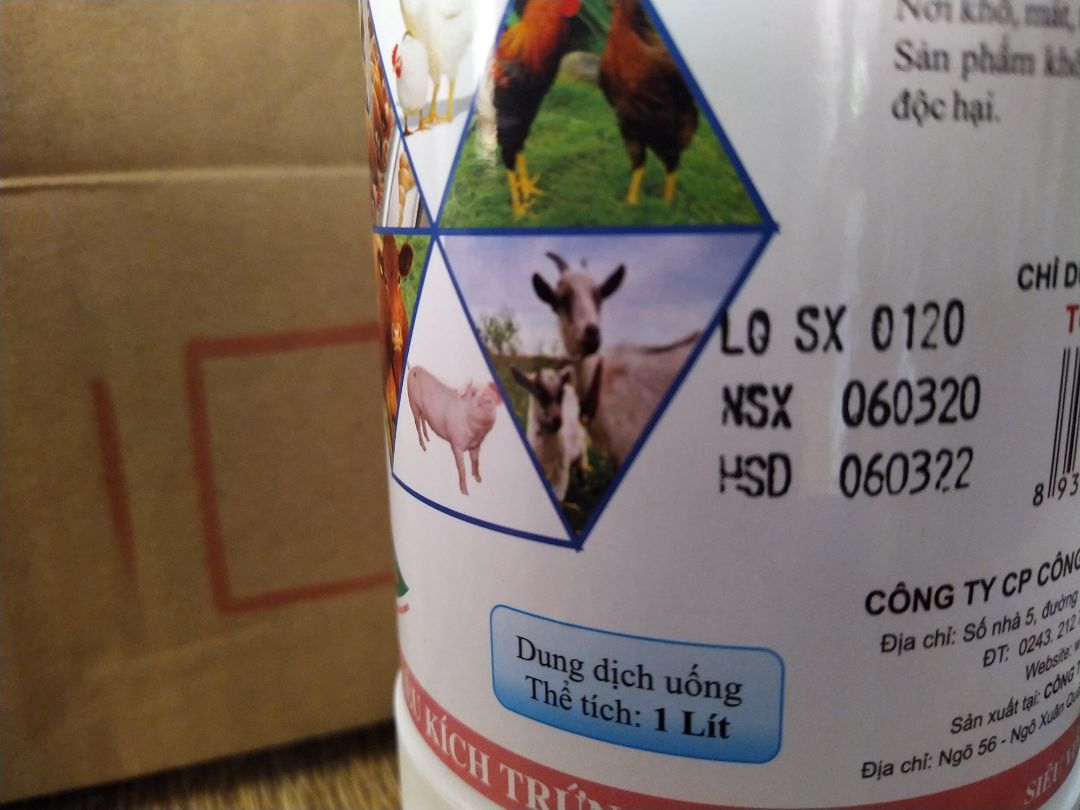 Nơi khô, mát,
Sản phẩm
độc hại.
CHỈ
LO SX 0120
NSX 060320
HSD 060322
8 93
CÔNG TY CP CÔNG
Địa chỉ: Số nhà 5, đường
ĐT: 0243. 212
Website:
Sản xuất tại: CÔNG
Địa chỉ: Ngõ 56 - Ngô Xuân
Dung dịch uống
Thể tích: 1 Lít
KÍCH TRỨN
SIÊU